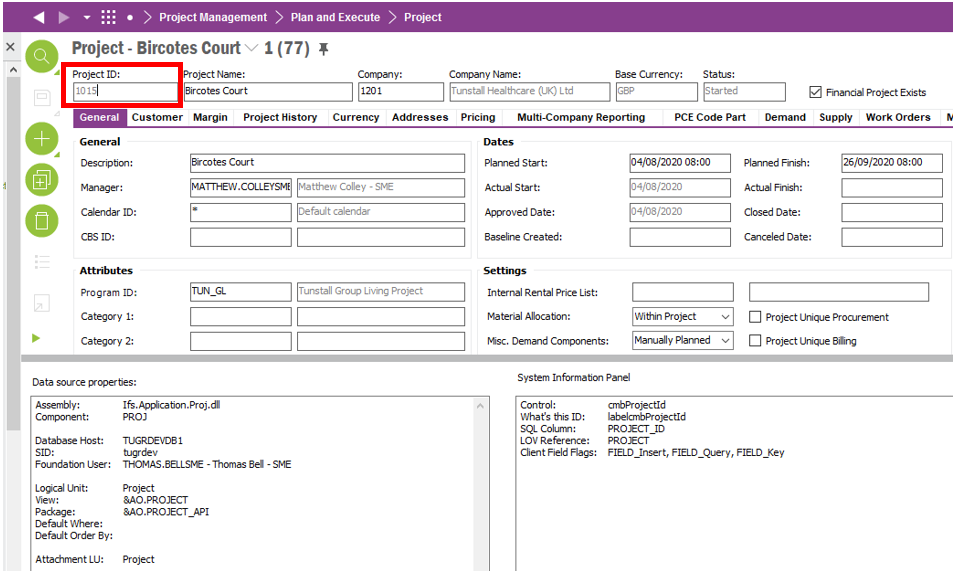 Project Management Plan and Execute Project
Project - Bircotes Court 1 (77)
Project ID: Project Name: Company: Company Name: Base Currency: Status:
1015 Bircotes Court 1201 Tunstall Healthcare (UK) Ltd GBP Started Financial Project Exists
General Customer Margin Project History Currency Addresses Pricing Multi-Company Reporting PCE Code Part Demand Supply Work Orders M
General Dates
Description: Bircotes Court Planned Start: 04/08/2020 08:00 Planned Finish: 26/09/2020 08:00
Manager: MATTHEW.COLLEYSME Matthew Colley - SME Actual Start: 04/08/2020 Actual Finish:
Calendar ID: * Default calendar Approved Date: 04/08/2020 Closed Date:
CBS ID: Baseline Created: Canceled Date:
Attributes Settings
Program ID: TUN_GL Tunstall Group Living Project Internal Rental Price List:
Category 1: Material Allocation: Within Project Project Unique Procurement
Category 2: Misc. Demand Components: Manually Planned Project Unique Billing
Data source properties: System Information Panel
Assembly: Ifs.Application.Proj.dll
Component: PROJ
Database Host: TUGRDEVDB1
SID: tugrdev
Foundation User: THOMAS.BELLSME - Thomas Bell - SME
Logical Unit: Project
View: &AO.PROJECT
Package: &AO.PROJECT_API
Default Where:
Default Order By:
Attachment LU: Project
Control: cmbProjectId
What's this ID: labelcmbProjectId
SQL Column: PROJECT_ID
LOV Reference: PROJECT
Client Field Flags: FIELD_Insert, FIELD_Query, FIELD_Key